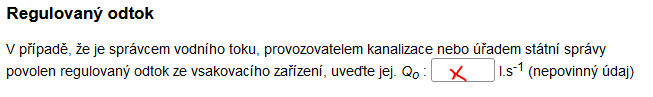 Regulovaný odtok
V případě, že je správcem vodního toku, provozovatelem kanalizace nebo úřadem státní správy
povolen regulovaný odtok ze vsakovacího zařízení, uveďte jej. Qo : X l.s-1 (nepovinný údaj)